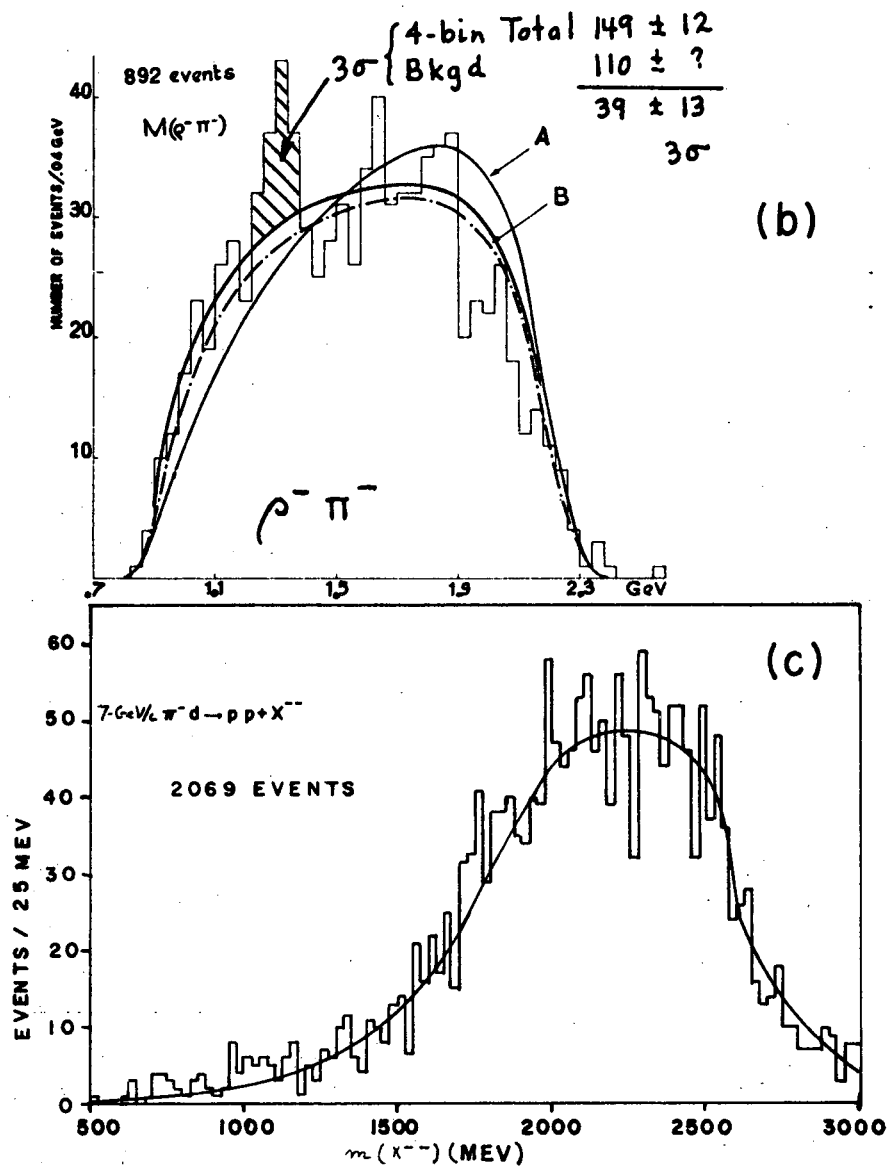 4-bin Total 149 ± 12
3σ Bkgd 110 ± ?
39 ± 13
3σ
892 events
M(ρ⁻π⁻)
A
B
(b)
NUMBER OF EVENTS/.04 GeV
40
30
20
10
ρ⁻ π⁻
.7 1.1 1.5 1.9 2.3 GeV
(c)
7-GeV/c π⁻d→pp+X⁻⁻
2069 EVENTS
EVENTS / 25 MEV
60
50
40
30
20
10
0
500 1000 1500 2000 2500 3000
m (X⁻⁻) (MEV)